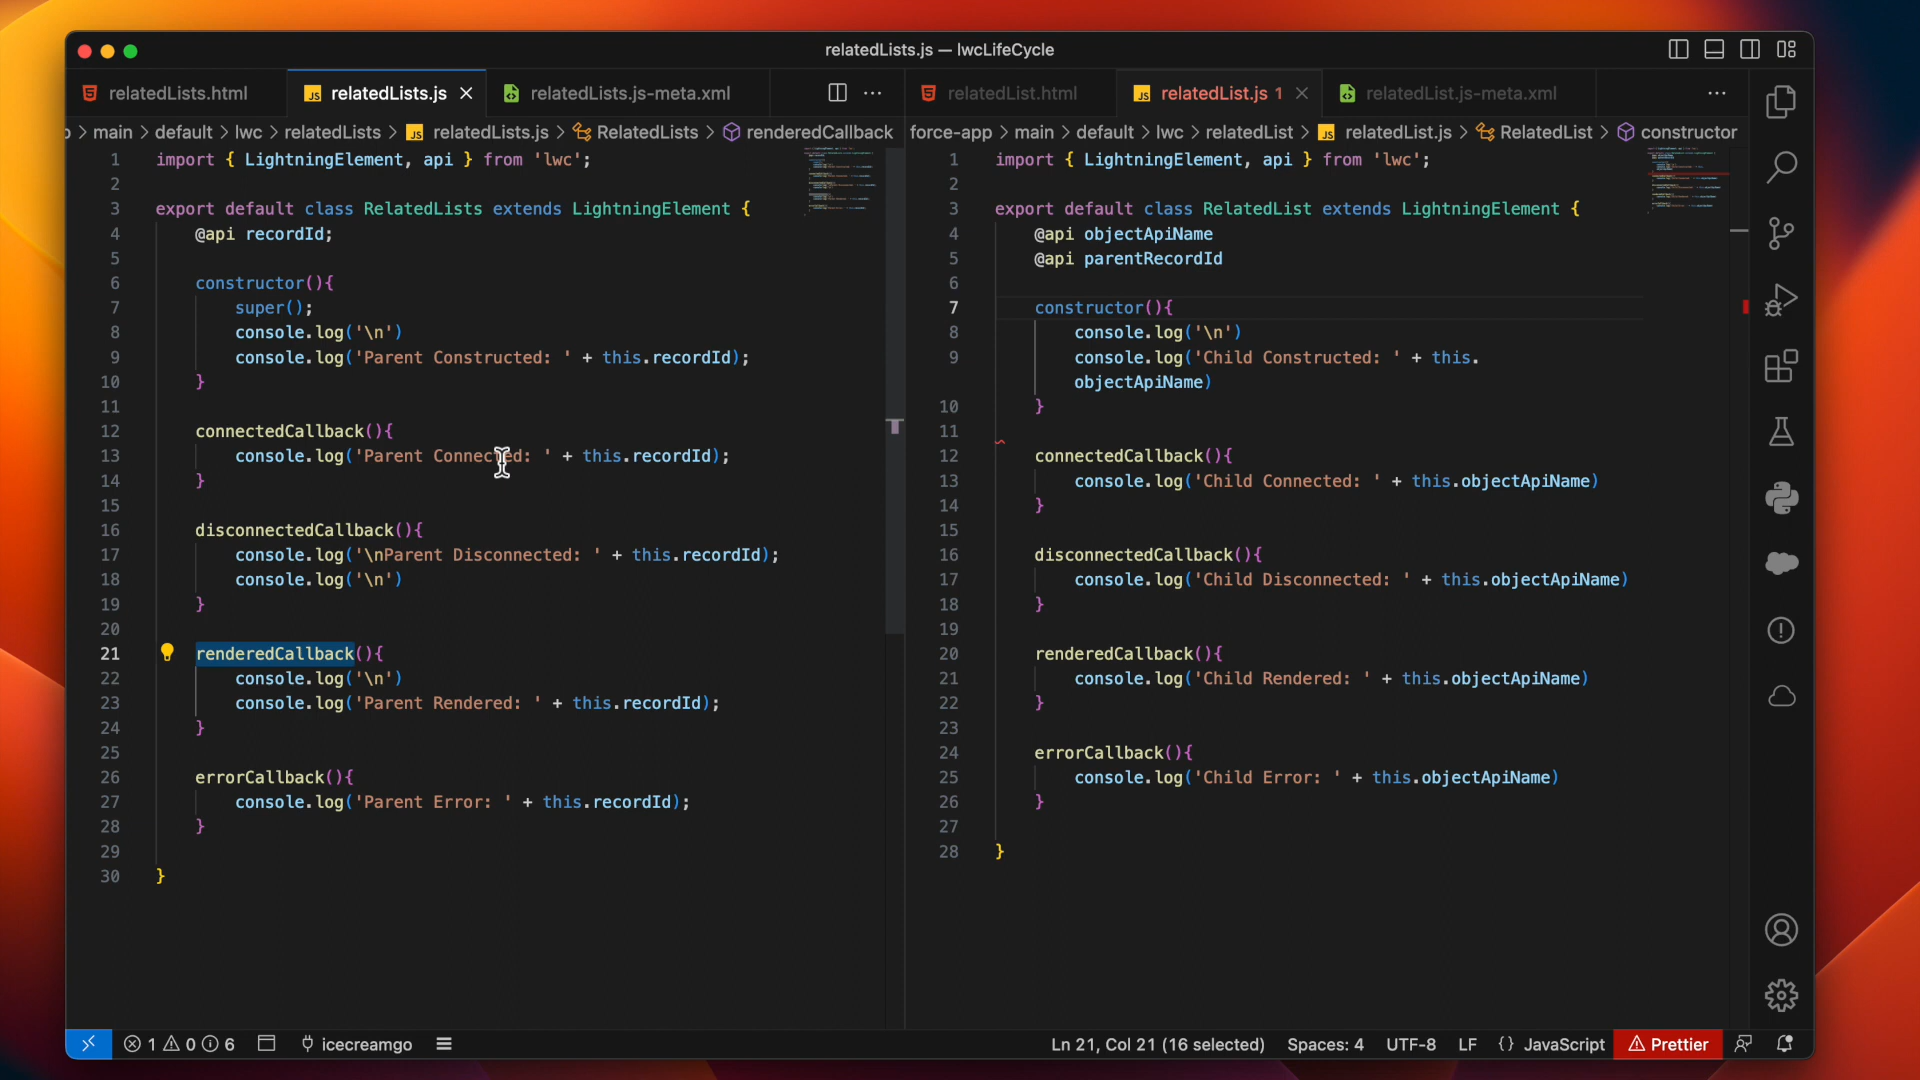 relatedLists.js — lwcLifeCycle
relatedLists.html
JS relatedLists.js
relatedLists.js-meta.xml
main > default > lwc > relatedLists > JS relatedLists.js > RelatedLists > renderedCallback
1 import { LightningElement, api } from 'lwc';
2
3 export default class RelatedLists extends LightningElement {
4 @api recordId;
5
6 constructor(){
7 super();
8 console.log('\n')
9 console.log('Parent Constructed: ' + this.recordId);
10 }
11
12 connectedCallback(){
13 console.log('Parent Connected: ' + this.recordId);
14 }
15
16 disconnectedCallback(){
17 console.log('\nParent Disconnected: ' + this.recordId);
18 console.log('\n')
19 }
20
21 renderedCallback(){
22 console.log('\n')
23 console.log('Parent Rendered: ' + this.recordId);
24 }
25
26 errorCallback(){
27 console.log('Parent Error: ' + this.recordId);
28 }
29
30 }
relatedList.html
JS relatedList.js 1
relatedList.js-meta.xml
force-app > main > default > lwc > relatedList > JS relatedList.js > RelatedList > constructor
1 import { LightningElement, api } from 'lwc';
2
3 export default class RelatedList extends LightningElement {
4 @api objectApiName
5 @api parentRecordId
6
7 constructor(){
8 console.log('\n')
9 console.log('Child Constructed: ' + this.
objectApiName)
10 }
11
12 connectedCallback(){
13 console.log('Child Connected: ' + this.objectApiName)
14 }
15
16 disconnectedCallback(){
17 console.log('Child Disconnected: ' + this.objectApiName)
18 }
19
20 renderedCallback(){
21 console.log('Child Rendered: ' + this.objectApiName)
22 }
23
24 errorCallback(){
25 console.log('Child Error: ' + this.objectApiName)
26 }
27
28 }
1 0 6 icecreamgo
Ln 21, Col 21 (16 selected) Spaces: 4 UTF-8 LF {} JavaScript Prettier